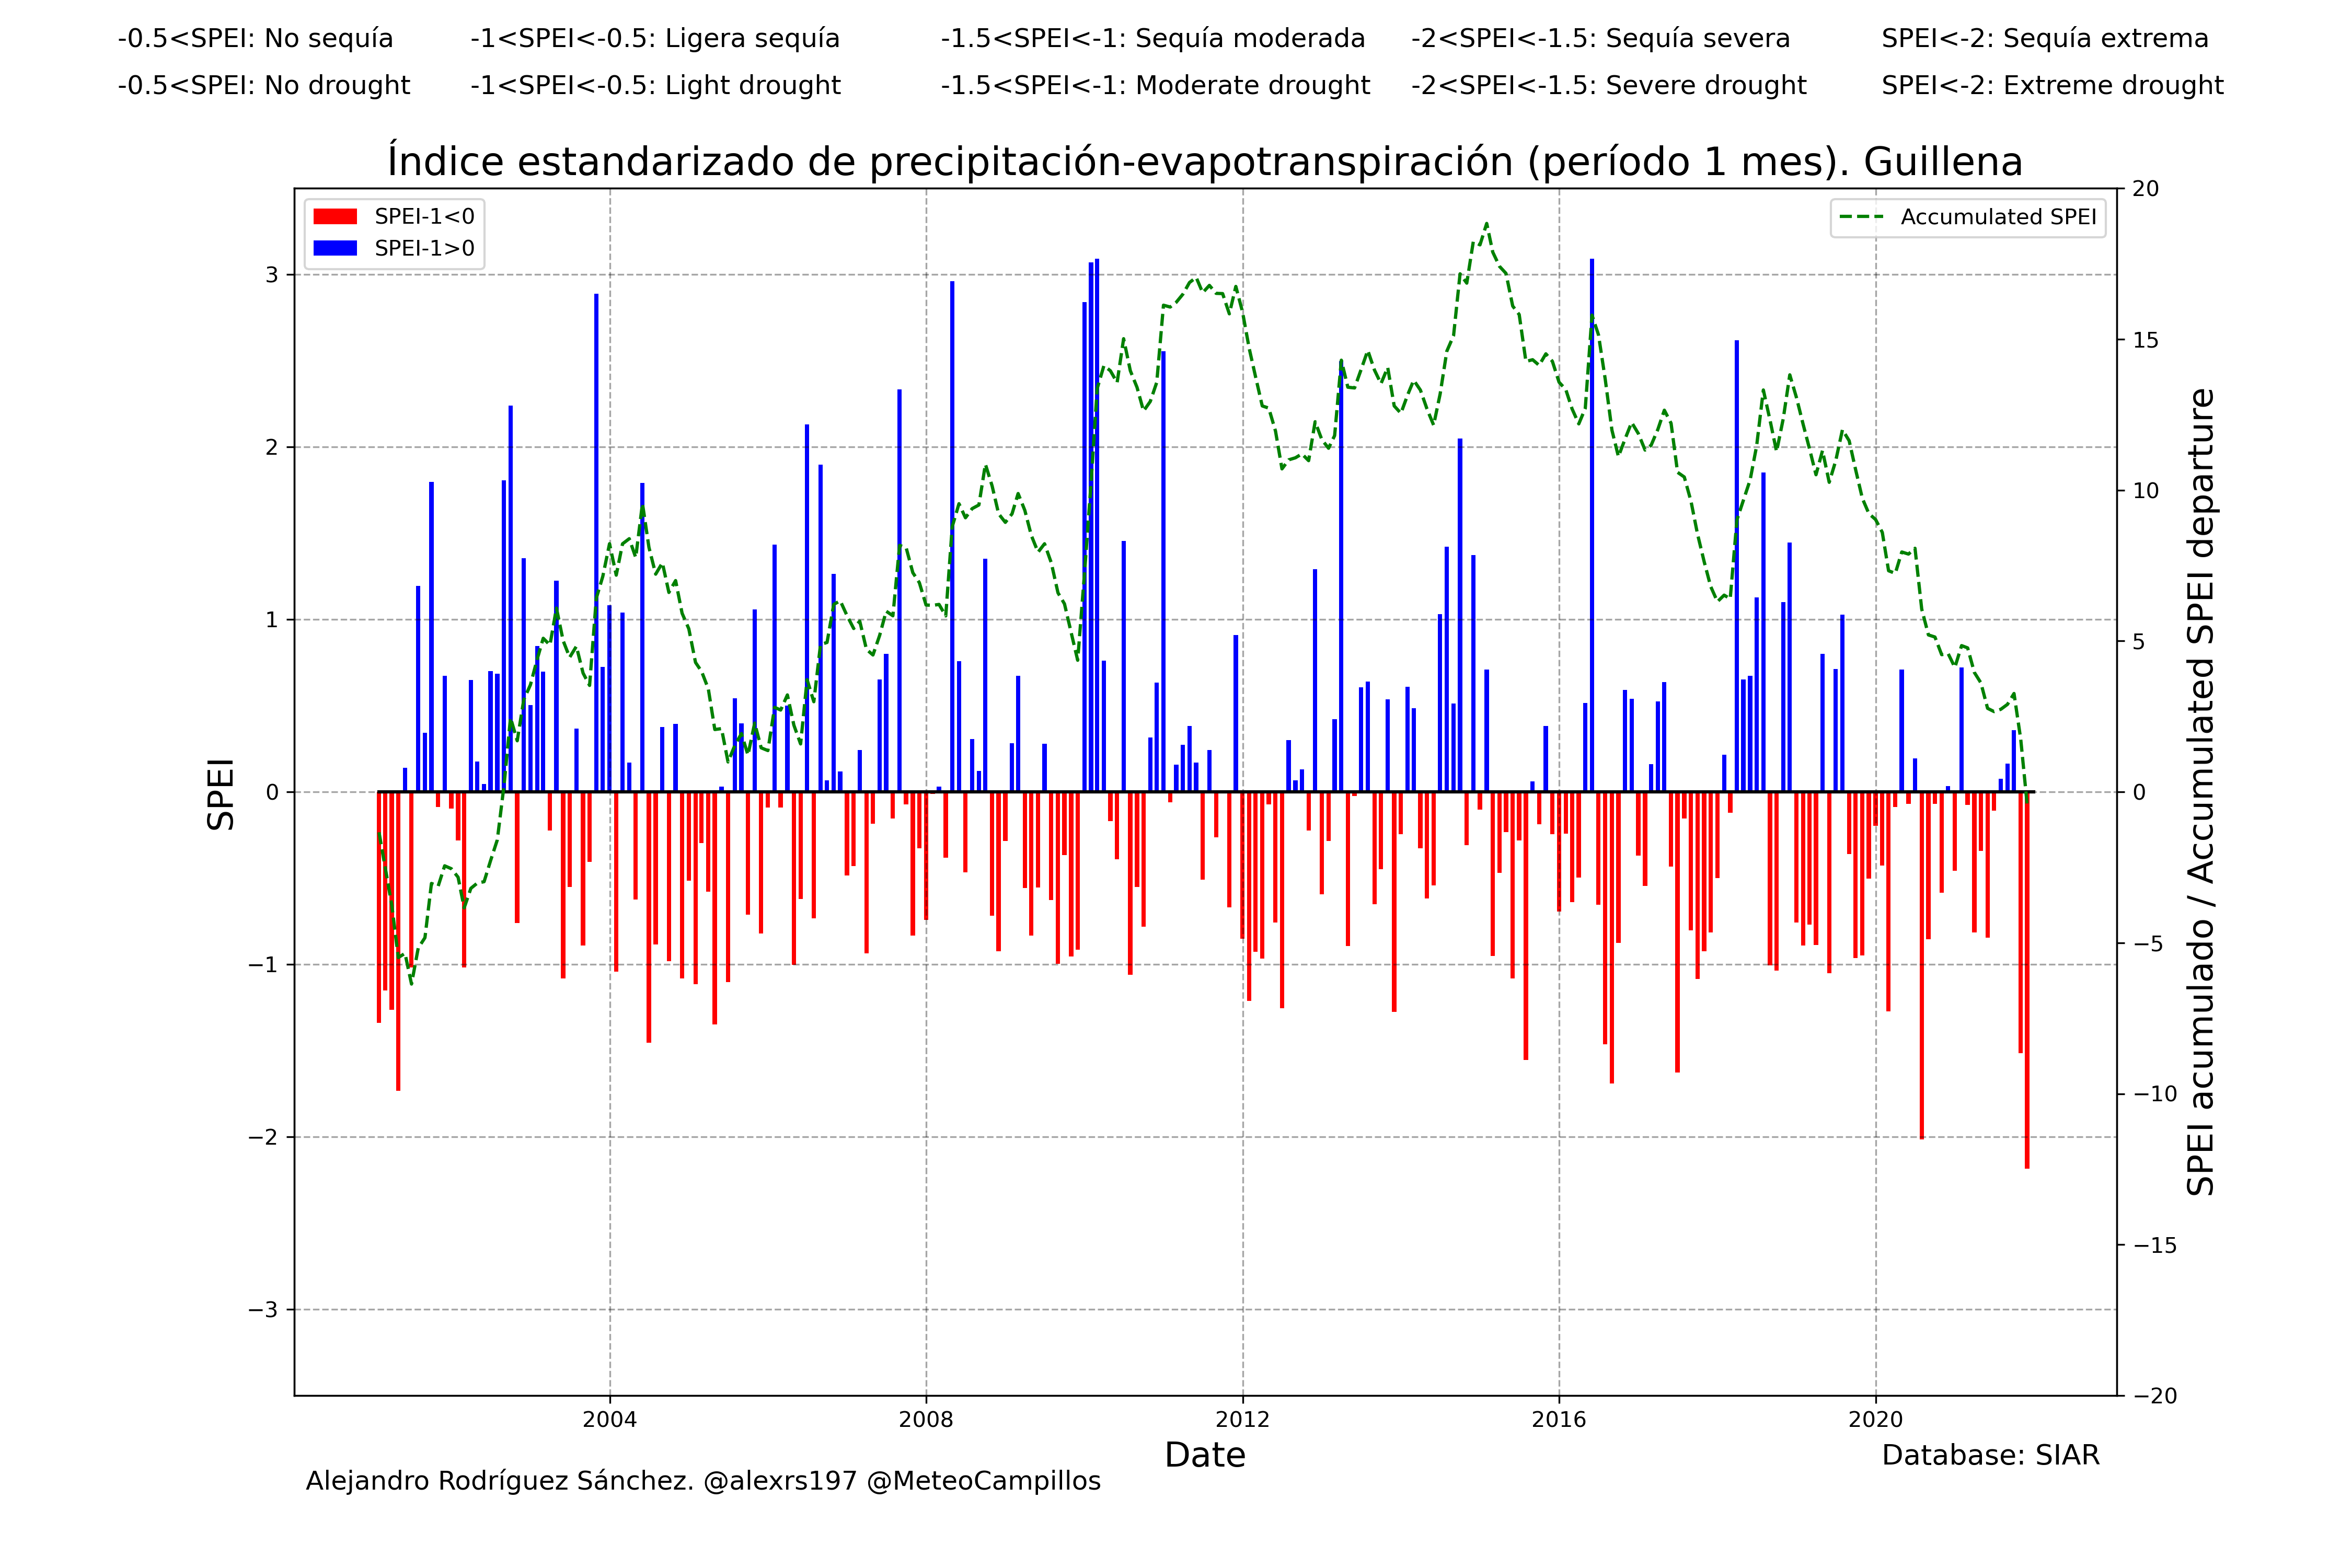 -0.5<SPEI: No sequía -1<SPEI<-0.5: Ligera sequía -1.5<SPEI<-1: Sequía moderada -2<SPEI<-1.5: Sequía severa SPEI<-2: Sequía extrema
-0.5<SPEI: No drought -1<SPEI<-0.5: Light drought -1.5<SPEI<-1: Moderate drought -2<SPEI<-1.5: Severe drought SPEI<-2: Extreme drought
Índice estandarizado de precipitación-evapotranspiración (período 1 mes). Guillena
SPEI-1<0
SPEI-1>0
Accumulated SPEI
SPEI
3
2
1
0
−1
−2
−3
20
15
10
5
0
−5
−10
−15
−20
SPEI acumulado / Accumulated SPEI departure
2004 2008 2012 2016 2020
Date
Database: SIAR
Alejandro Rodríguez Sánchez. @alexrs197 @MeteoCampillos